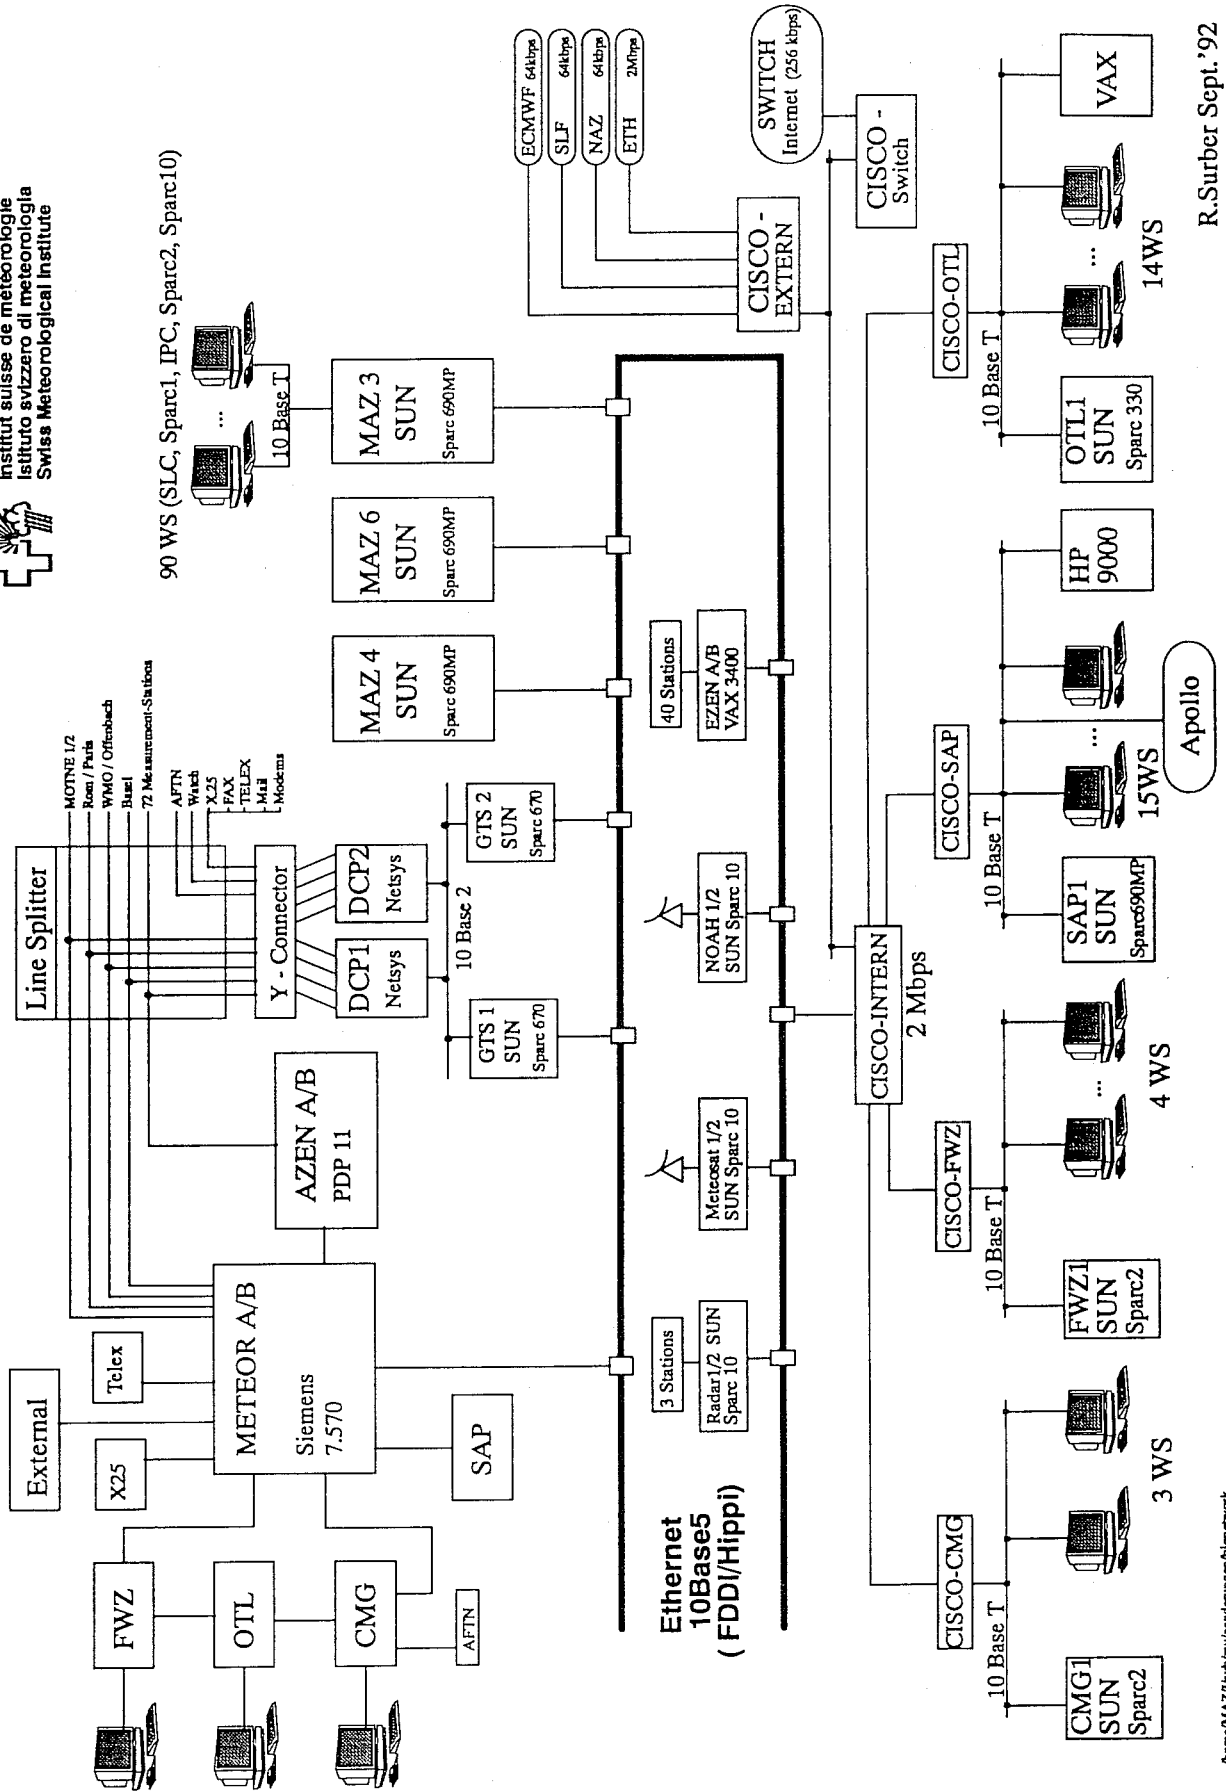 Institut suisse de météorologie
Istituto svizzero di meteorologia
Swiss Meteorological Institute
External
X25
Telex
FWZ
OTL
CMG
AFTN
METEOR A/B
Siemens
7.570
SAP
AZEN A/B
PDP 11
Line Splitter
MOTNE 1/2
Rom / Paris
WMO / Offenbach
Basel
72 Measurement-Stations
AFTN
Watch
X.25
FAX
TELEX
Mail
Modems
Y - Connector
DCP1
Netsys
DCP2
Netsys
10 Base 2
GTS 1
SUN
Sparc 670
GTS 2
SUN
Sparc 670
90 WS (SLC, Sparc1, IPC, Sparc2, Sparc10)
...
10 Base T
MAZ 4
SUN
Sparc 690MP
MAZ 6
SUN
Sparc 690MP
MAZ 3
SUN
Sparc 690MP
Ethernet
10Base5
( FDDI/Hippi)
3 Stations
Radar1/2 SUN
Sparc 10
Meteosat 1/2
SUN Sparc 10
NOAH 1/2
SUN Sparc 10
40 Stations
EZEN A/B
VAX 3400
ECMWF 64kbps
SLF 64kbps
NAZ 64kbps
ETH 2Mbps
CISCO -
EXTERN
SWITCH
Internet (256 kbps)
CISCO -
Switch
CISCO-INTERN
2 Mbps
CISCO-CMG
10 Base T
CMG1
SUN
Sparc2
3 WS
CISCO-FWZ
10 Base T
FWZ1
SUN
Sparc2
...
4 WS
CISCO-SAP
10 Base T
SAP1
SUN
Sparc690MP
...
15WS
Apollo
HP
9000
CISCO-OTL
10 Base T
OTL1
SUN
Sparc 330
...
14WS
VAX
R.Surber Sept.'92